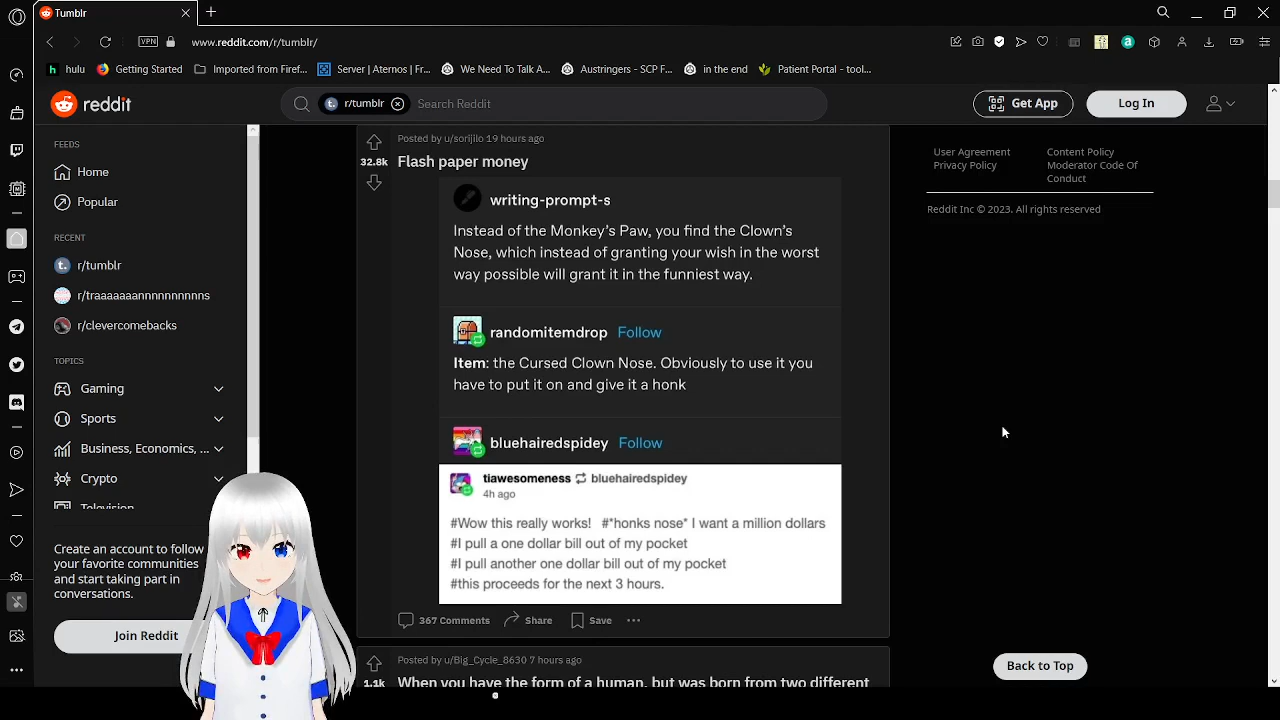 Tumblr
VPN
www.reddit.com/r/tumblr/
hulu
Getting Started
Imported from Firef...
Server | Aternos | Fr...
We Need To Talk A...
Austringers - SCP F...
in the end
Patient Portal - tool...
reddit
r/tumblr
Search Reddit
Get App
Log In
FEEDS
Home
Popular
RECENT
r/tumblr
r/traaaaaaannnnnnnnns
r/clevercomebacks
TOPICS
Gaming
Sports
Business, Economics, ...
Crypto
Television
Create an account to follow
your favorite communities
and start taking part in
conversations.
Join Reddit
Posted by u/sorijilo 19 hours ago
32.8k
Flash paper money
writing-prompt-s
Instead of the Monkey's Paw, you find the Clown's
Nose, which instead of granting your wish in the worst
way possible will grant it in the funniest way.
randomitemdrop Follow
Item: the Cursed Clown Nose. Obviously to use it you
have to put it on and give it a honk
bluehairedspidey Follow
tiawesomeness bluehairedspidey
4h ago
#Wow this really works! #*honks nose* I want a million dollars
#I pull a one dollar bill out of my pocket
#I pull another one dollar bill out of my pocket
#this proceeds for the next 3 hours.
367 Comments
Share
Save
Posted by u/Big_Cycle_8630 7 hours ago
1.1k
When you have the form of a human, but was born from two different
User Agreement
Privacy Policy
Content Policy
Moderator Code Of
Conduct
Reddit Inc © 2023. All rights reserved
Back to Top